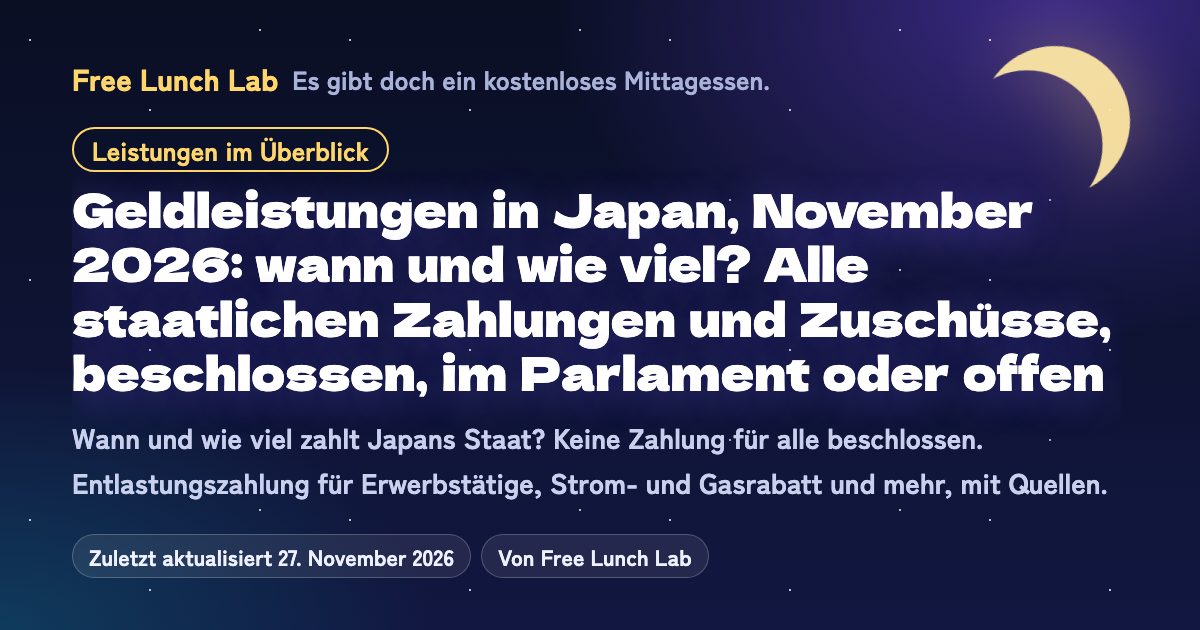 Free Lunch Lab Es gibt doch ein kostenloses Mittagessen.
Leistungen im Überblick
Geldleistungen in Japan, November
2026: wann und wie viel? Alle
staatlichen Zahlungen und Zuschüsse,
beschlossen, im Parlament oder offen
Wann und wie viel zahlt Japans Staat? Keine Zahlung für alle beschlossen.
Entlastungszahlung für Erwerbstätige, Strom- und Gasrabatt und mehr, mit Quellen.
Zuletzt aktualisiert 27. November 2026 Von Free Lunch Lab